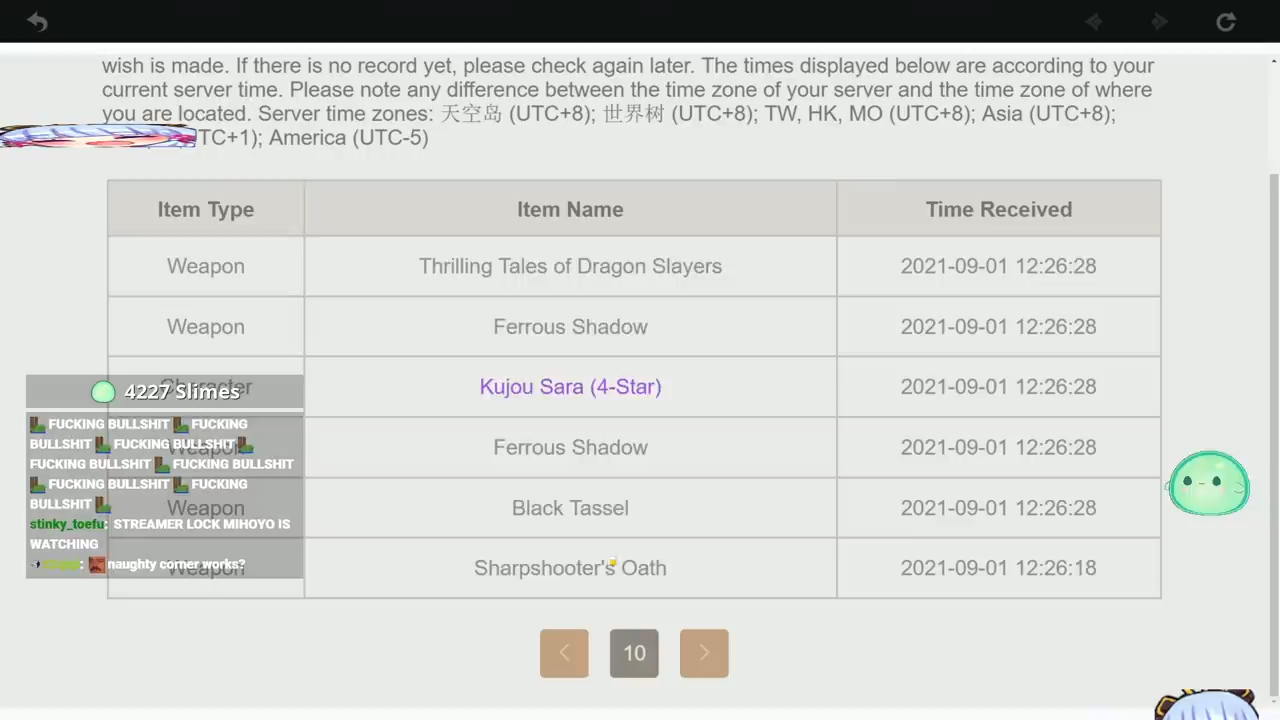 wish is made. If there is no record yet, please check again later. The times displayed below are according to your
current server time. Please note any difference between the time zone of your server and the time zone of where
you are located. Server time zones: 天空岛 (UTC+8); 世界树 (UTC+8); TW, HK, MO (UTC+8); Asia (UTC+8);
TC+1); America (UTC-5)
Item Type Item Name Time Received
Weapon Thrilling Tales of Dragon Slayers 2021-09-01 12:26:28
Weapon Ferrous Shadow 2021-09-01 12:26:28
Character Kujou Sara (4-Star) 2021-09-01 12:26:28
Weapon Ferrous Shadow 2021-09-01 12:26:28
Weapon Black Tassel 2021-09-01 12:26:28
Weapon Sharpshooter's Oath 2021-09-01 12:26:18
4227 Slimes
FUCKING BULLSHIT FUCKING
BULLSHIT FUCKING BULLSHIT
FUCKING BULLSHIT FUCKING BULLSHIT
FUCKING BULLSHIT FUCKING
BULLSHIT
stinky_toefu: STREAMER LOCK MIHOYO IS
WATCHING
: naughty corner works?
10